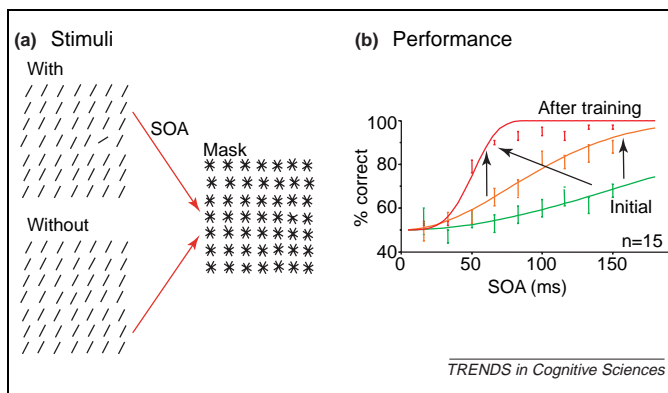 (a) Stimuli
With
SOA
Mask
Without
(b) Performance
After training
100
80
60
40
% correct
Initial
n=15
0
50
100
150
SOA (ms)
TRENDS in Cognitive Sciences